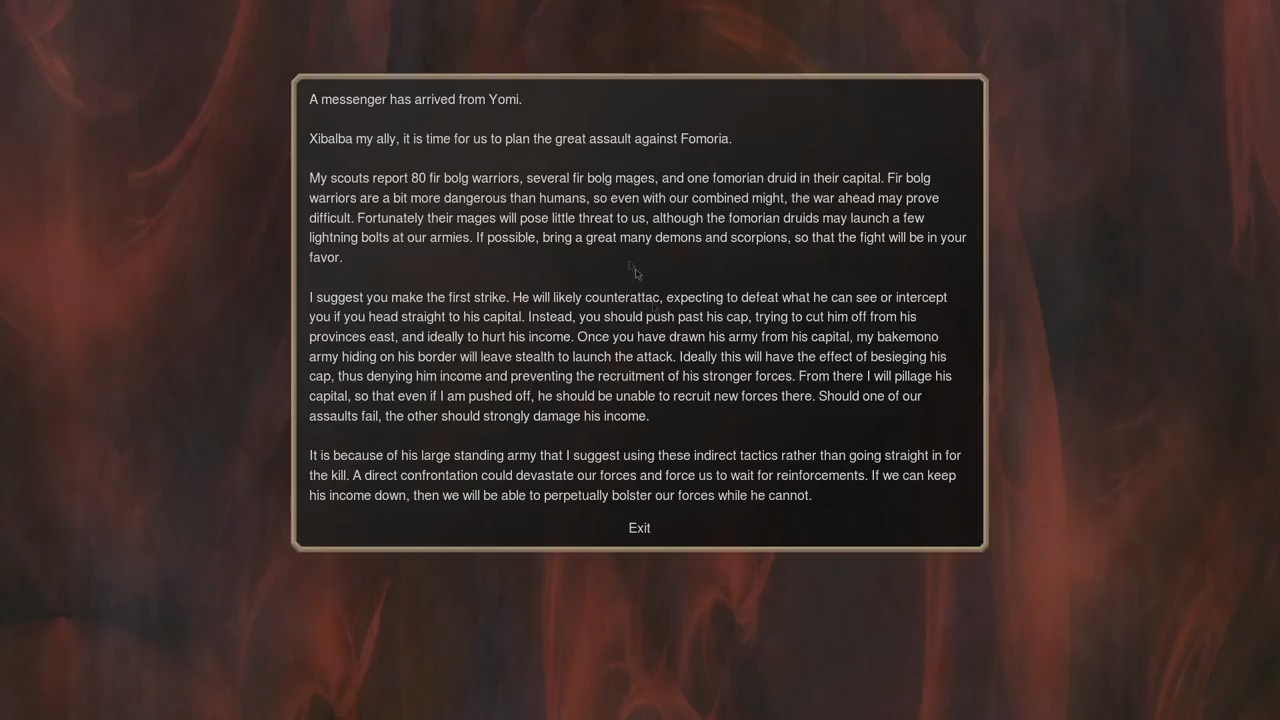 A messenger has arrived from Yomi.
Xibalba my ally, it is time for us to plan the great assault against Fomoria.
My scouts report 80 fir bolg warriors, several fir bolg mages, and one fomorian druid in their capital. Fir bolg
warriors are a bit more dangerous than humans, so even with our combined might, the war ahead may prove
difficult. Fortunately their mages will pose little threat to us, although the fomorian druids may launch a few
lightning bolts at our armies. If possible, bring a great many demons and scorpions, so that the fight will be in your
favor.
I suggest you make the first strike. He will likely counterattac, expecting to defeat what he can see or intercept
you if you head straight to his capital. Instead, you should push past his cap, trying to cut him off from his
provinces east, and ideally to hurt his income. Once you have drawn his army from his capital, my bakemono
army hiding on his border will leave stealth to launch the attack. Ideally this will have the effect of besieging his
cap, thus denying him income and preventing the recruitment of his stronger forces. From there I will pillage his
capital, so that even if I am pushed off, he should be unable to recruit new forces there. Should one of our
assaults fail, the other should strongly damage his income.
It is because of his large standing army that I suggest using these indirect tactics rather than going straight in for
the kill. A direct confrontation could devastate our forces and force us to wait for reinforcements. If we can keep
his income down, then we will be able to perpetually bolster our forces while he cannot.
Exit